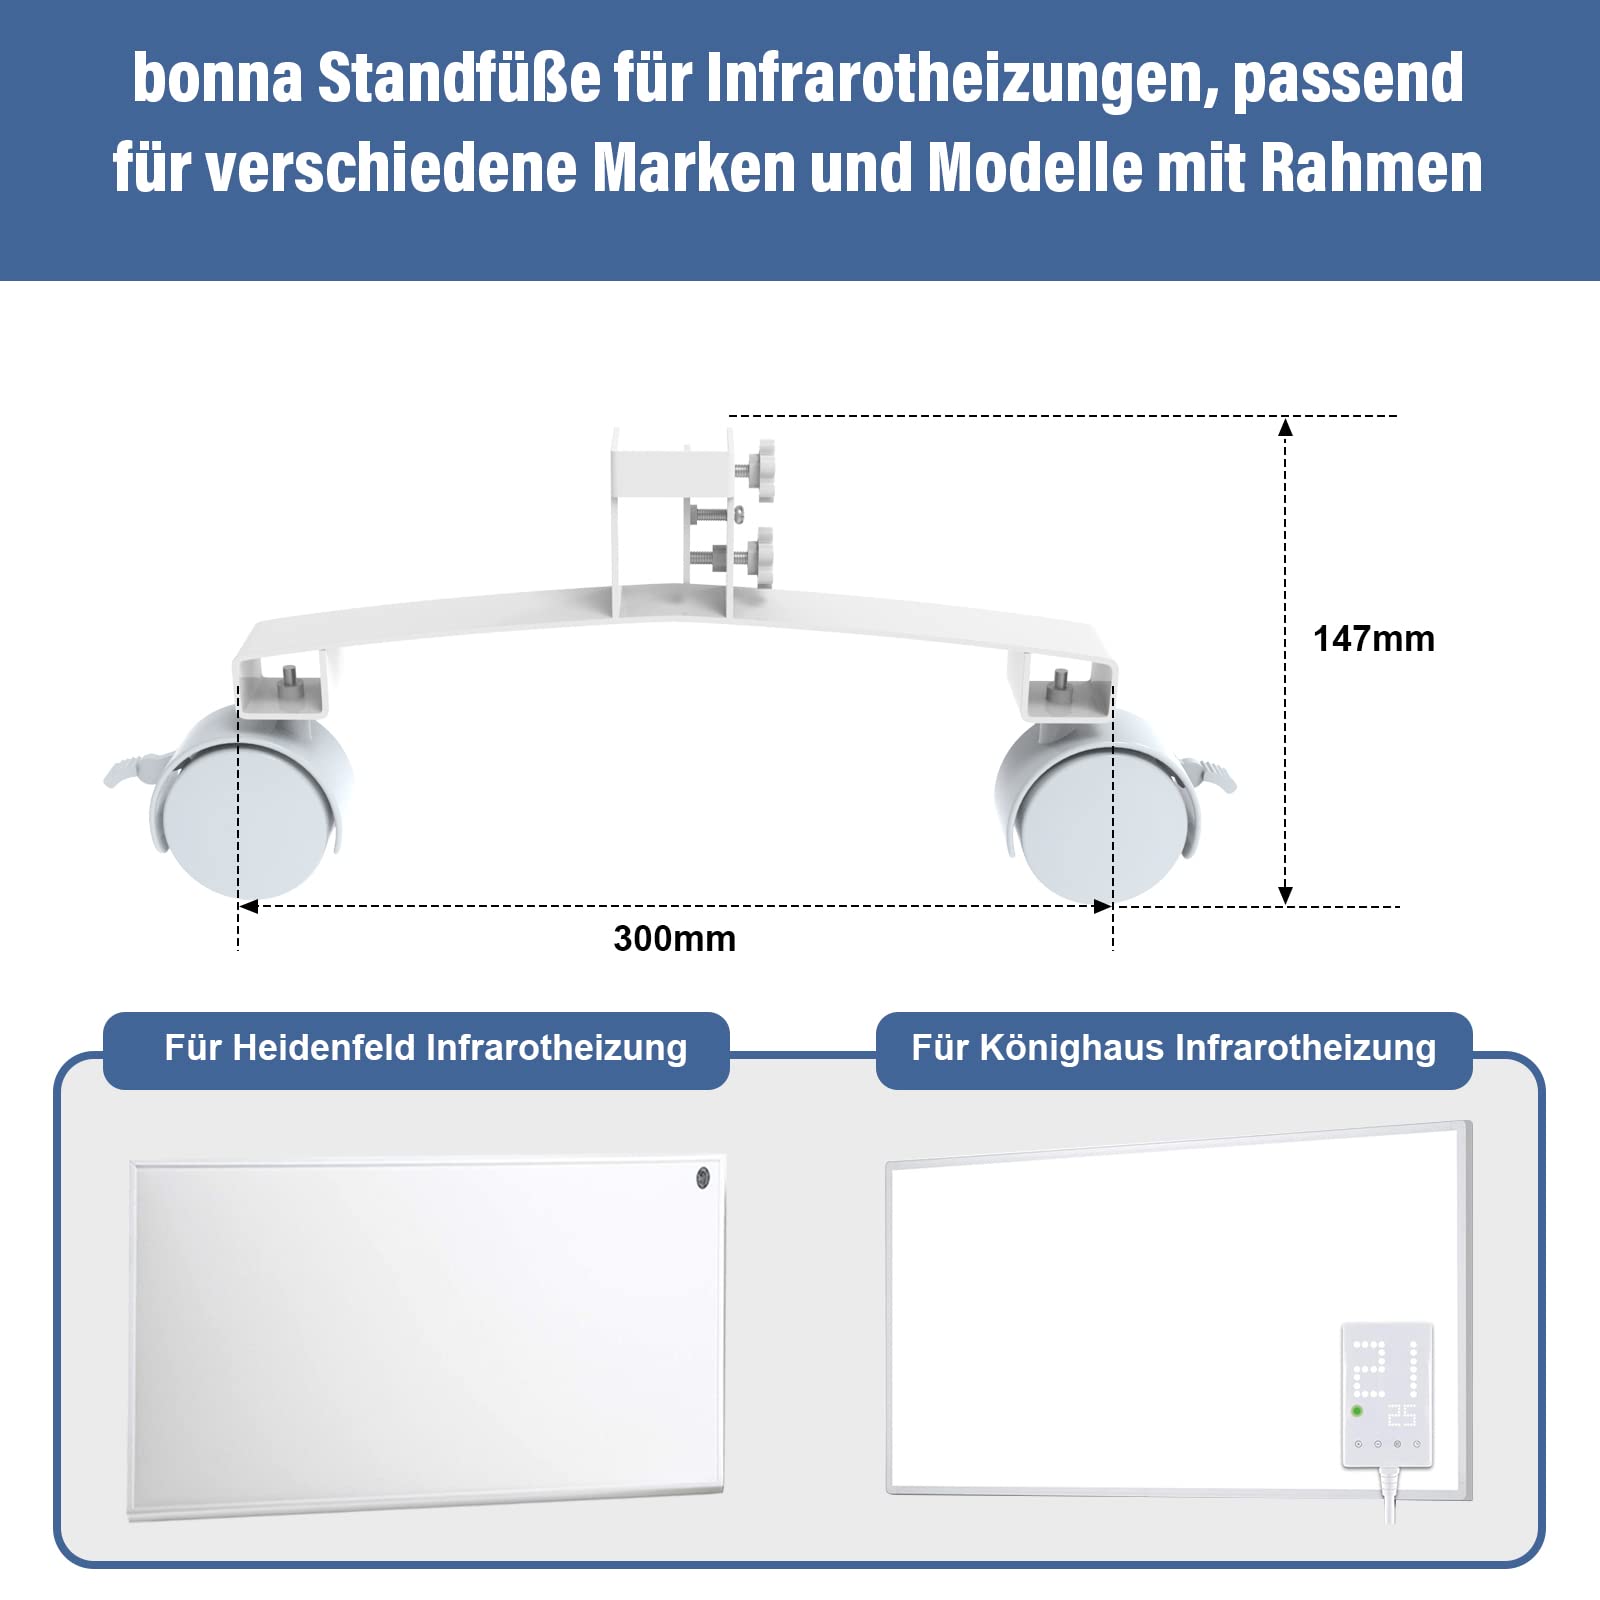 bonna Standfüße für Infrarotheizungen, passend
für verschiedene Marken und Modelle mit Rahmen
147mm
300mm
Für Heidenfeld Infrarotheizung
Für Könighaus Infrarotheizung
21
25